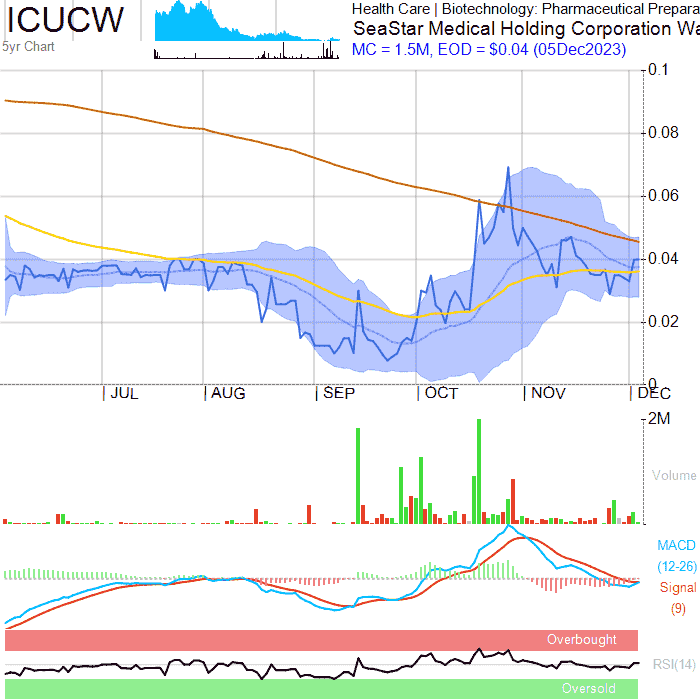 ICUCW
5yr Chart
Health Care | Biotechnology: Pharmaceutical Prepara
SeaStar Medical Holding Corporation Wa
MC = 1.5M, EOD = $0.04 (05Dec2023)
0.1
0.08
0.06
0.04
0.02
0
JUL
AUG
SEP
OCT
NOV
DEC
2M
Volume
MACD
(12-26)
Signal
(9)
Overbought
RSI(14)
Oversold